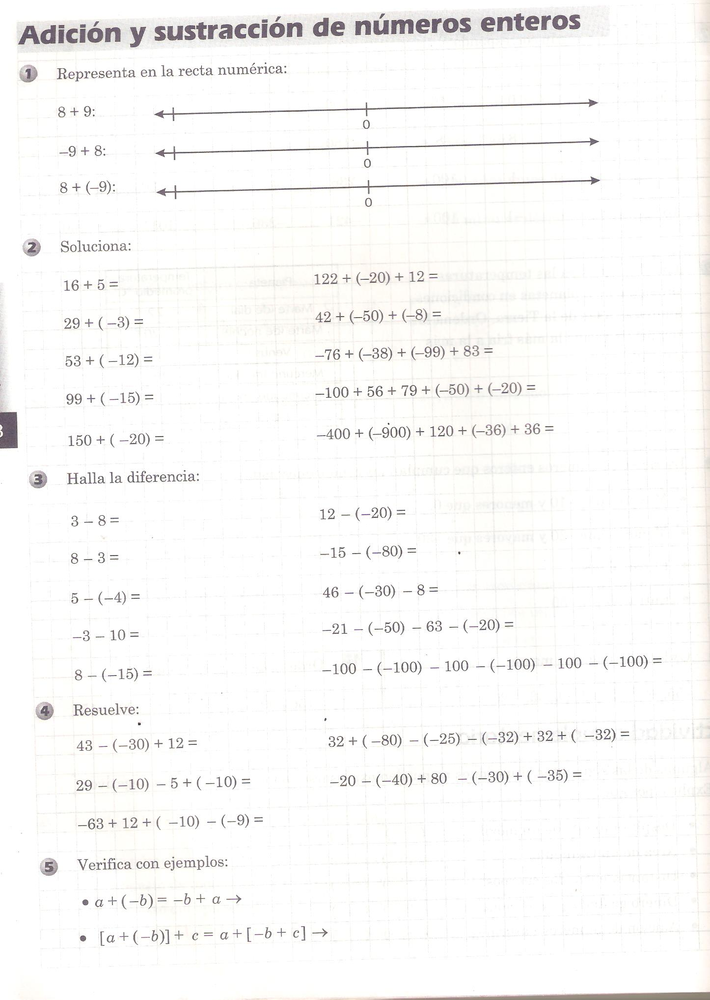 Adición y sustracción de números enteros
1 Representa en la recta numérica:
8 + 9:
0
–9 + 8:
0
8 + (–9):
0
2 Soluciona:
16 + 5 =
122 + (–20) + 12 =
29 + ( –3) =
42 + (–50) + (–8) =
53 + ( –12) =
–76 + (–38) + (–99) + 83 =
99 + ( –15) =
–100 + 56 + 79 + (–50) + (–20) =
150 + ( –20) =
–400 + (–900) + 120 + (–36) + 36 =
3 Halla la diferencia:
3 – 8 =
12 – (–20) =
8 – 3 =
–15 – (–80) =
5 – (–4) =
46 – (–30) – 8 =
–3 – 10 =
–21 – (–50) – 63 – (–20) =
8 – (–15) =
–100 – (–100) – 100 – (–100) – 100 – (–100) =
4 Resuelve:
43 – (–30) + 12 =
32 + ( –80) – (–25) – (–32) + 32 + ( –32) =
29 – (–10) – 5 + ( –10) =
–20 – (–40) + 80 – (–30) + ( –35) =
–63 + 12 + ( –10) – (–9) =
5 Verifica con ejemplos:
• a + (–b) = –b + a →
• [a + (–b)] + c = a + [–b + c] →